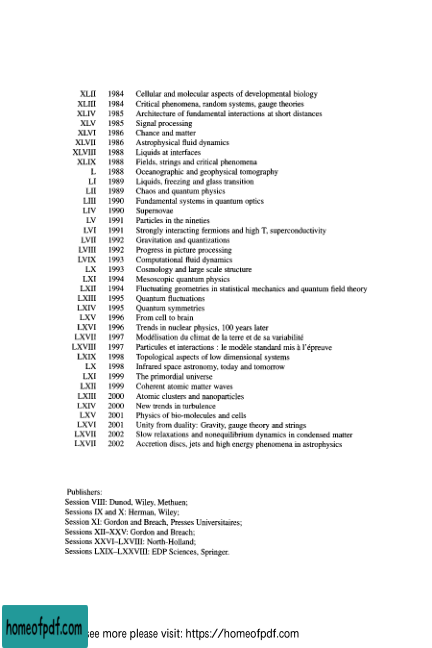 XLII 1984 Cellular and molecular aspects of developmental biology
XLIII 1984 Critical phenomena, random systems, gauge theories
XLIV 1985 Architecture of fundamental interactions at short distances
XLV 1985 Signal processing
XLVI 1986 Chance and matter
XLVII 1986 Astrophysical fluid dynamics
XLVIII 1988 Liquids at interfaces
XLIX 1988 Fields, strings and critical phenomena
L 1988 Oceanographic and geophysical tomography
LI 1989 Liquids, freezing and glass transition
LII 1989 Chaos and quantum physics
LIII 1990 Fundamental systems in quantum optics
LIV 1990 Supernovae
LV 1991 Particles in the nineties
LVI 1991 Strongly interacting fermions and high T, superconductivity
LVII 1992 Gravitation and quantizations
LVIII 1992 Progress in picture processing
LVIX 1993 Computational fluid dynamics
LX 1993 Cosmology and large scale structure
LXI 1994 Mesoscopic quantum physics
LXII 1994 Fluctuating geometries in statistical mechanics and quantum field theory
LXIII 1995 Quantum fluctuations
LXIV 1995 Quantum symmetries
LXV 1996 From cell to brain
LXVI 1996 Trends in nuclear physics, 100 years later
LXVII 1997 Modélisation du climat de la terre et de sa variabilité
LXVIII 1997 Particules et interactions : le modèle standard mis à l'épreuve
LXIX 1998 Topological aspects of low dimensional systems
LX 1998 Infrared space astronomy, today and tomorrow
LXI 1999 The primordial universe
LXII 1999 Coherent atomic matter waves
LXIII 2000 Atomic clusters and nanoparticles
LXIV 2000 New trends in turbulence
LXV 2001 Physics of bio-molecules and cells
LXVI 2001 Unity from duality: Gravity, gauge theory and strings
LXVII 2002 Slow relaxations and nonequilibrium dynamics in condensed matter
LXVII 2002 Accretion discs, jets and high energy phenomena in astrophysics
Publishers:
Session VIII: Dunod, Wiley, Methuen;
Sessions IX and X: Herman, Wiley;
Session XI: Gordon and Breach, Presses Universitaires;
Sessions XII–XXV: Gordon and Breach;
Sessions XXVI–LXVIII: North-Holland;
Sessions LXIX–LXXVIII: EDP Sciences, Springer.
homeofpdf.com
see more please visit: https://homeofpdf.com